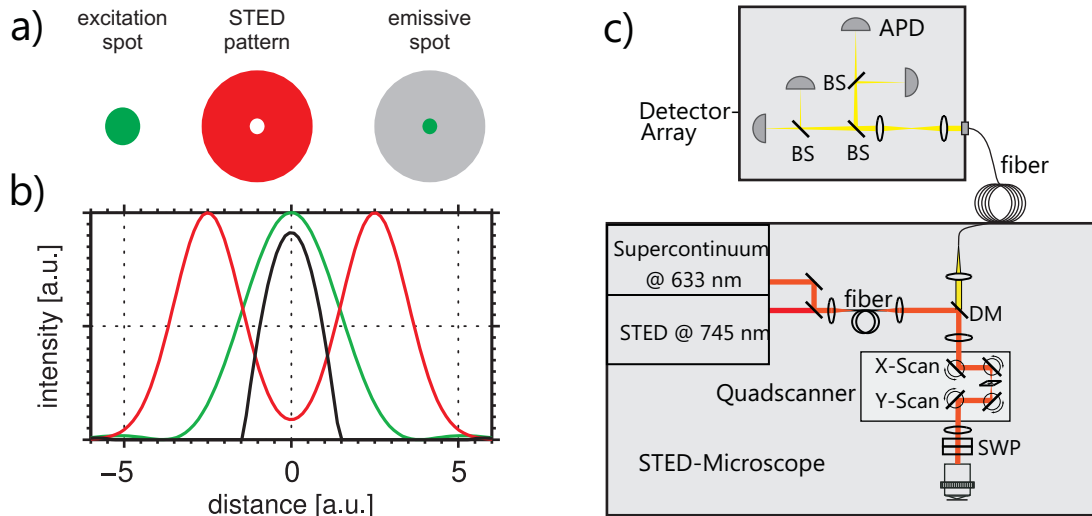 a)
excitation
spot
STED
pattern
emissive
spot
b)
intensity [a.u.]
−5
0
5
distance [a.u.]
c)
APD
BS
Detector-
Array
BS
BS
fiber
Supercontinuum
@ 633 nm
fiber
STED @ 745 nm
DM
X-Scan
Quadscanner
Y-Scan
SWP
STED-Microscope